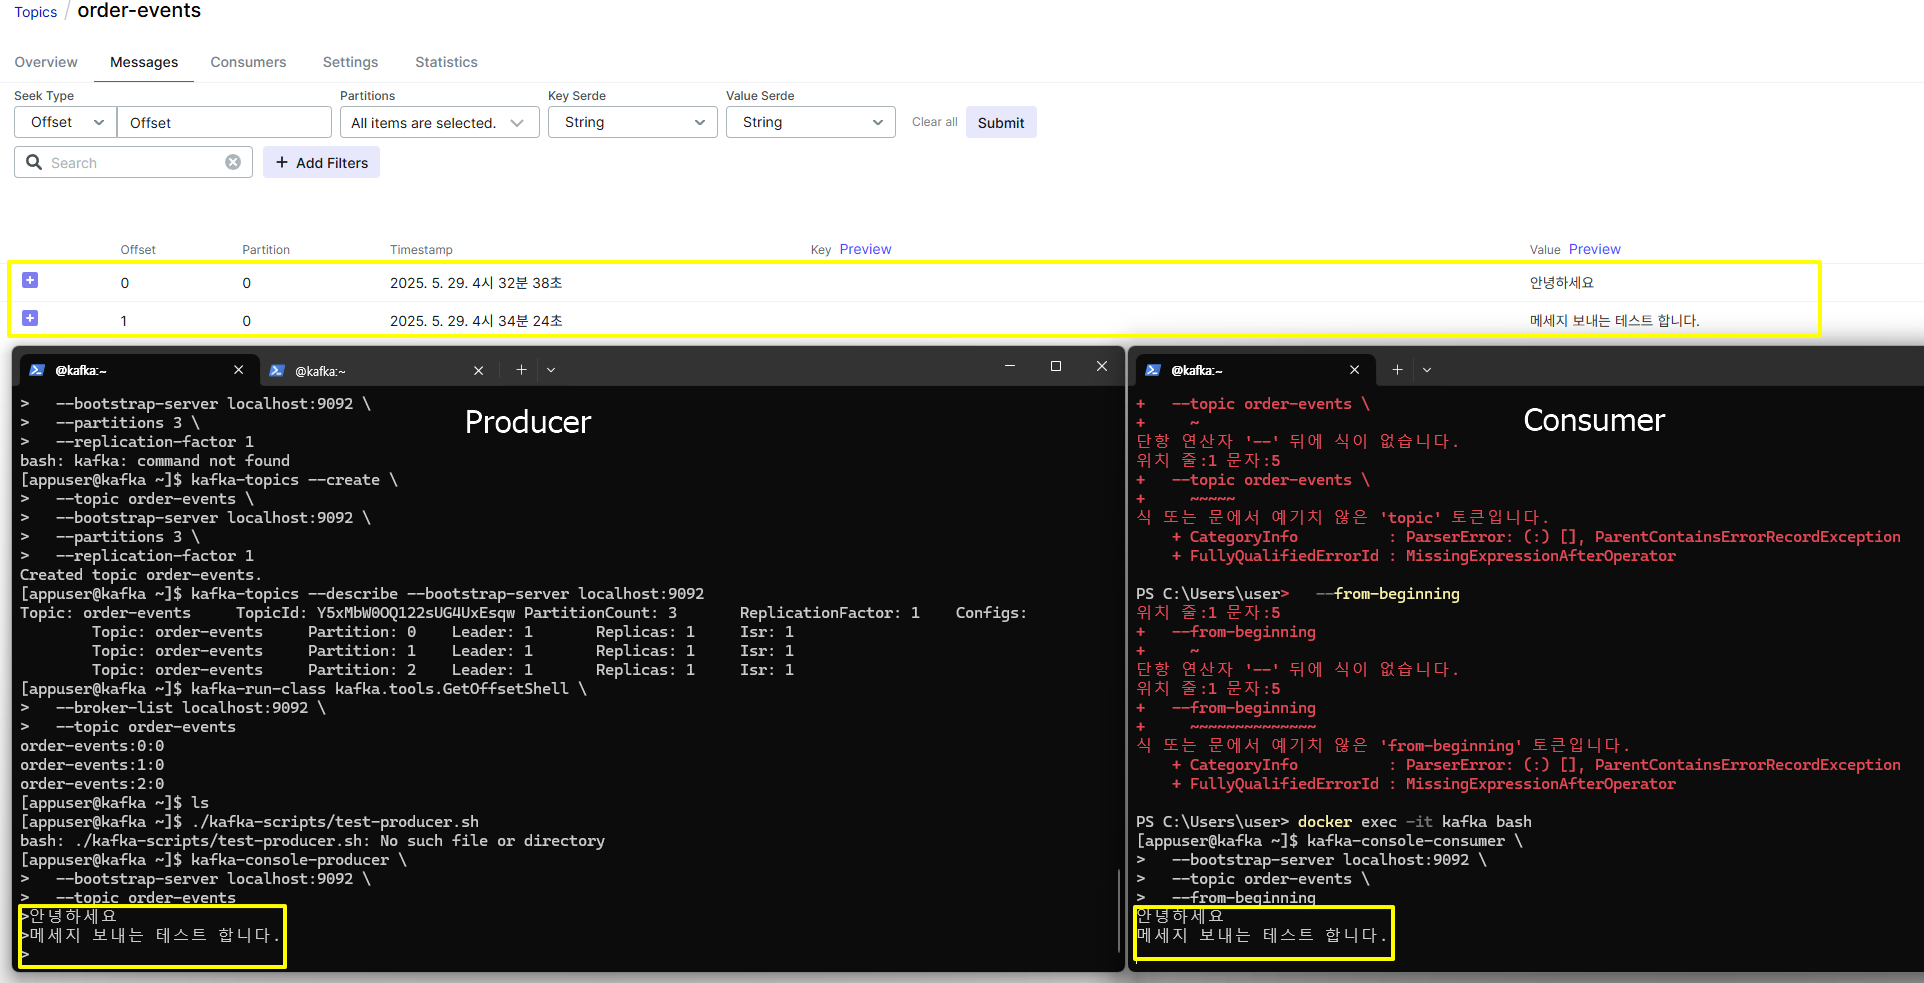 Topics / order-events
Overview Messages Consumers Settings Statistics
Seek Type Partitions Key Serde Value Serde
Offset Offset All items are selected. String String Clear all Submit
Search + Add Filters
Offset Partition Timestamp Key Preview Value Preview
0 0 2025. 5. 29. 4시 32분 38초 안녕하세요
1 0 2025. 5. 29. 4시 34분 24초 메세지 보내는 테스트 합니다.
@kafka:~ @kafka:~
Producer
>   --bootstrap-server localhost:9092 \
>   --partitions 3 \
>   --replication-factor 1
bash: kafka: command not found
[appuser@kafka ~]$ kafka-topics --create \
>   --topic order-events \
>   --bootstrap-server localhost:9092 \
>   --partitions 3 \
>   --replication-factor 1
Created topic order-events.
[appuser@kafka ~]$ kafka-topics --describe --bootstrap-server localhost:9092
Topic: order-events     TopicId: Y5xMbW0OQ122sUG4UxEsqw PartitionCount: 3       ReplicationFactor: 1    Configs:
        Topic: order-events     Partition: 0    Leader: 1       Replicas: 1     Isr: 1
        Topic: order-events     Partition: 1    Leader: 1       Replicas: 1     Isr: 1
        Topic: order-events     Partition: 2    Leader: 1       Replicas: 1     Isr: 1
[appuser@kafka ~]$ kafka-run-class kafka.tools.GetOffsetShell \
>   --broker-list localhost:9092 \
>   --topic order-events
order-events:0:0
order-events:1:0
order-events:2:0
[appuser@kafka ~]$ ls
[appuser@kafka ~]$ ./kafka-scripts/test-producer.sh
bash: ./kafka-scripts/test-producer.sh: No such file or directory
[appuser@kafka ~]$ kafka-console-producer \
>   --bootstrap-server localhost:9092 \
>   --topic order-events
>안녕하세요
>메세지 보내는 테스트 합니다.
>
@kafka:~
Consumer
+   --topic order-events \
+     ~
단항 연산자 '--' 뒤에 식이 없습니다.
위치 줄:1 문자:5
+   --topic order-events \
+     ~~~~~
식 또는 문에서 예기치 않은 'topic' 토큰입니다.
    + CategoryInfo          : ParserError: (:) [], ParentContainsErrorRecordException
    + FullyQualifiedErrorId : MissingExpressionAfterOperator
PS C:\Users\user>   --from-beginning
위치 줄:1 문자:5
+   --from-beginning
+     ~
단항 연산자 '--' 뒤에 식이 없습니다.
위치 줄:1 문자:5
+   --from-beginning
+     ~~~~~~~~~~~~~~
식 또는 문에서 예기치 않은 'from-beginning' 토큰입니다.
    + CategoryInfo          : ParserError: (:) [], ParentContainsErrorRecordException
    + FullyQualifiedErrorId : MissingExpressionAfterOperator
PS C:\Users\user> docker exec -it kafka bash
[appuser@kafka ~]$ kafka-console-consumer \
>   --bootstrap-server localhost:9092 \
>   --topic order-events \
>   --from-beginning
안녕하세요
메세지 보내는 테스트 합니다.